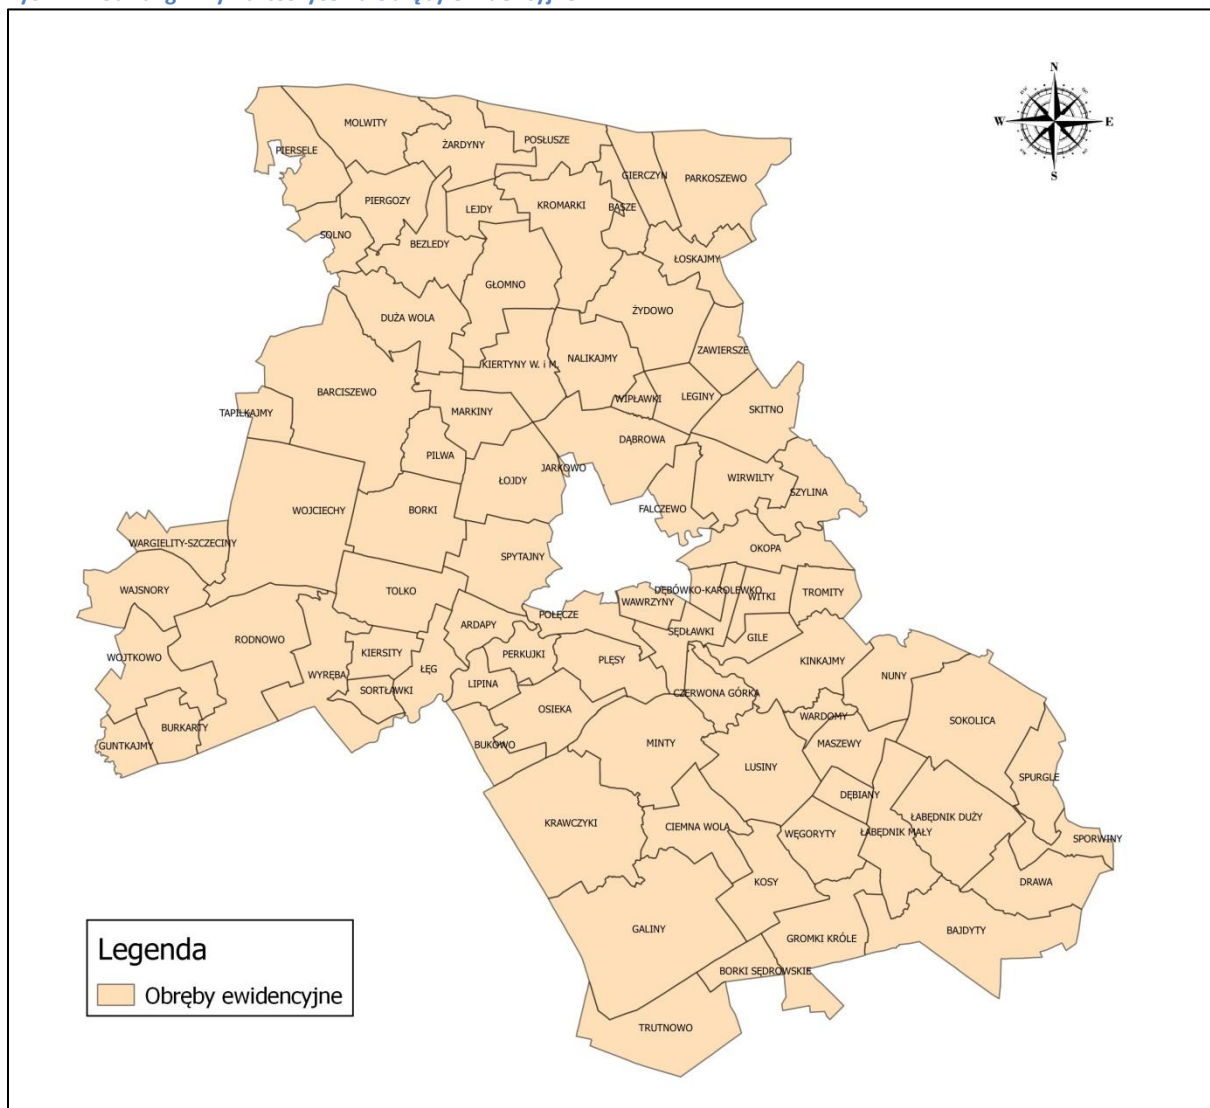 N
W
E
S
MOLWITY
ŻARDYNY
POSŁUSZE
PIERSELE
GIERCZYN
PARKOSZEWO
PIERGOZY
LEJDY
KROMARKI
BĄSZE
SOLNO
BEZLEDY
ŁOSKAJMY
GŁOMNO
DUŻA WOLA
ŻYDOWO
ZAWIERSZE
KIERTYNY W. i M.
NALIKAJMY
BARCISZEWO
WIPŁAWKI
LEGINY
TAPILKAJMY
MARKINY
SKITNO
DĄBROWA
PILWA
JARKOWO
ŁOJDY
WIRWILTY
SZYLINA
WOJCIECHY
BORKI
FALCZEWO
WARGIELITY-SZCZECINY
SPYTAJNY
OKOPA
WAJSNORY
TOLKO
DĘBÓWKO-KAROLEWKO
WAWRZYNY
WITKI
TROMITY
POŁĘCZE
ARDAPY
SĘDŁAWKI
GILE
RODNOWO
WOJTKOWO
KIERSITY
PERKUJKI
PLĘSY
KINKAJMY
WYRĘBA
ŁĘG
LIPINA
NUNY
SORTŁAWKI
CZERWONA GÓRKA
OSIEKA
WARDOMY
SOKOLICA
BURKARTY
GUNTKAJMY
BUKOWO
MINTY
MASZEWY
LUSINY
SPURGLE
DĘBIANY
KRAWCZYKI
CIEMNA WOLA
WĘGORYTY
ŁABĘDNIK MAŁY
ŁABĘDNIK DUŻY
SPORWINY
KOSY
DRAWA
GALINY
GROMKI KRÓLE
BAJDYTY
BORKI SĘDROWSKIE
TRUTNOWO
Legenda
Obręby ewidencyjne